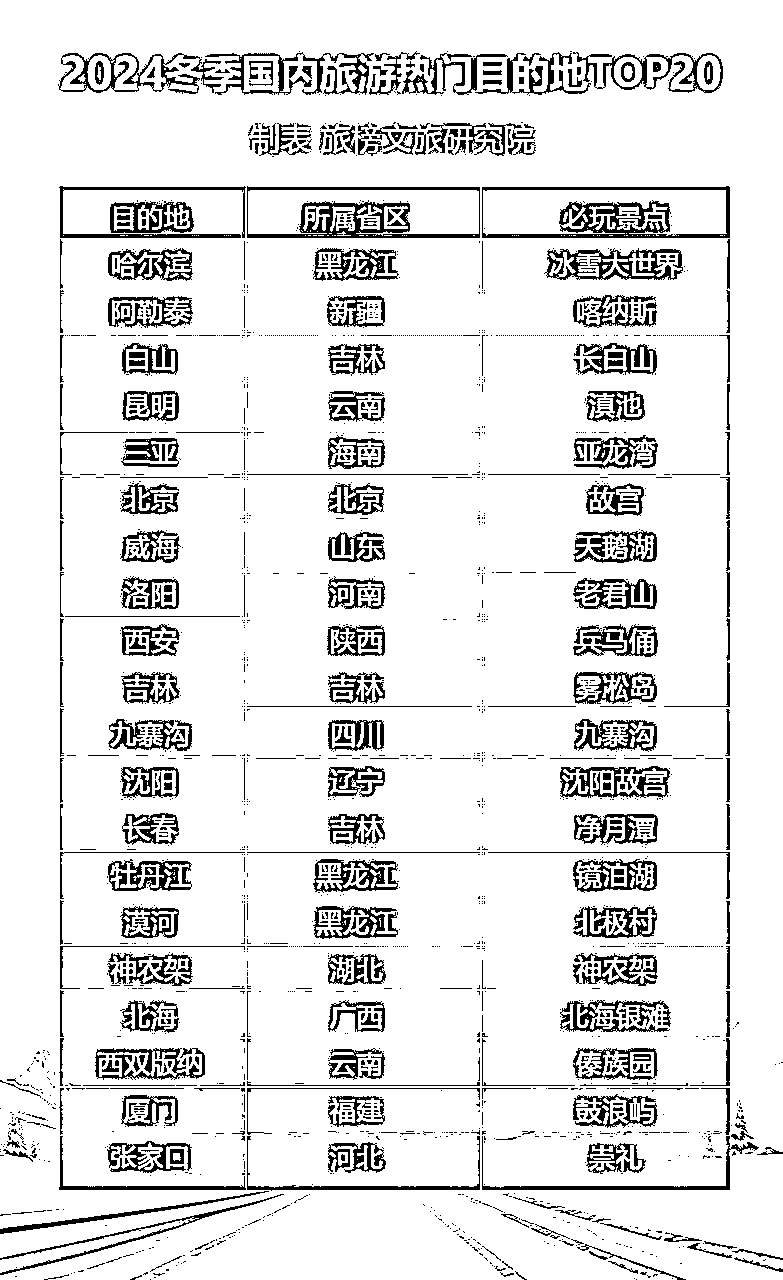 2024冬季国内旅游热门目的地TOP20
制表 旅榜文旅研究院
目的地 所属省区 必玩景点
哈尔滨 黑龙江 冰雪大世界
阿勒泰 新疆 喀纳斯
白山 吉林 长白山
昆明 云南 滇池
三亚 海南 亚龙湾
北京 北京 故宫
威海 山东 天鹅湖
洛阳 河南 老君山
西安 陕西 兵马俑
吉林 吉林 雾凇岛
九寨沟 四川 九寨沟
沈阳 辽宁 沈阳故宫
长春 吉林 净月潭
牡丹江 黑龙江 镜泊湖
漠河 黑龙江 北极村
神农架 湖北 神农架
北海 广西 北海银滩
西双版纳 云南 傣族园
厦门 福建 鼓浪屿
张家口 河北 崇礼